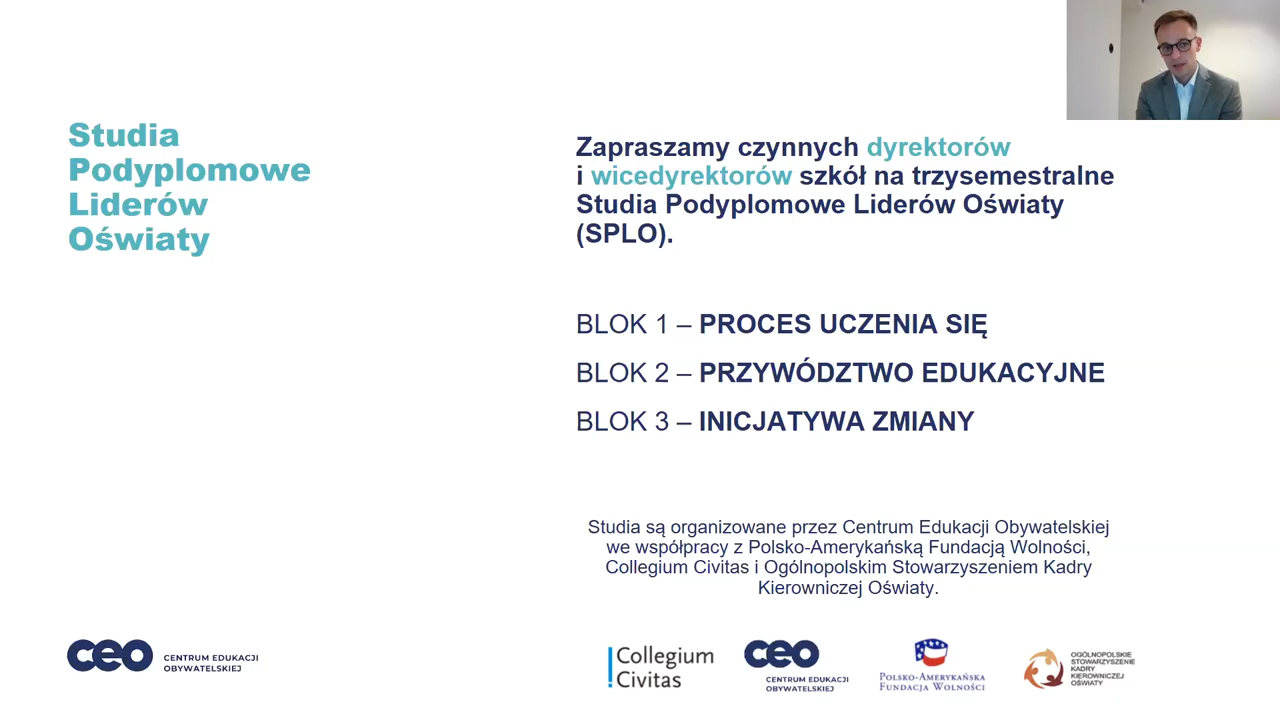 Studia
Podyplomowe
Liderów
Oświaty
Zapraszamy czynnych dyrektorów
i wicedyrektorów szkół na trzysemestralne
Studia Podyplomowe Liderów Oświaty
(SPLO).
BLOK 1 – PROCES UCZENIA SIĘ
BLOK 2 – PRZYWÓDZTWO EDUKACYJNE
BLOK 3 – INICJATYWA ZMIANY
Studia są organizowane przez Centrum Edukacji Obywatelskiej
we współpracy z Polsko-Amerykańską Fundacją Wolności,
Collegium Civitas i Ogólnopolskim Stowarzyszeniem Kadry
Kierowniczej Oświaty.
ceo
CENTRUM EDUKACJI
OBYWATELSKIEJ
Collegium
Civitas
ceo
CENTRUM EDUKACJI
OBYWATELSKIEJ
POLSKO-AMERYKAŃSKA
FUNDACJA WOLNOŚCI
OGÓLNOPOLSKIE
STOWARZYSZENIE
KADRY
KIEROWNICZEJ
OŚWIATY